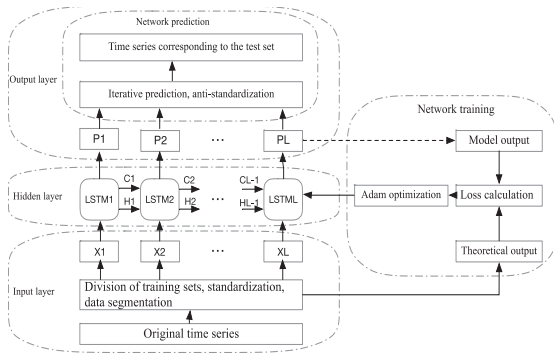 Network prediction
Time series corresponding to the test set
Output layer
Iterative prediction, anti-standardization
Network training
P1
P2
...
PL
Model output
Hidden layer
LSTM1
C1
H1
LSTM2
C2
H2
...
...
CL-1
HL-1
LSTML
Adam optimization
Loss calculation
X1
X2
...
XL
Theoretical output
Input layer
Division of training sets, standardization,
data segmentation
Original time series